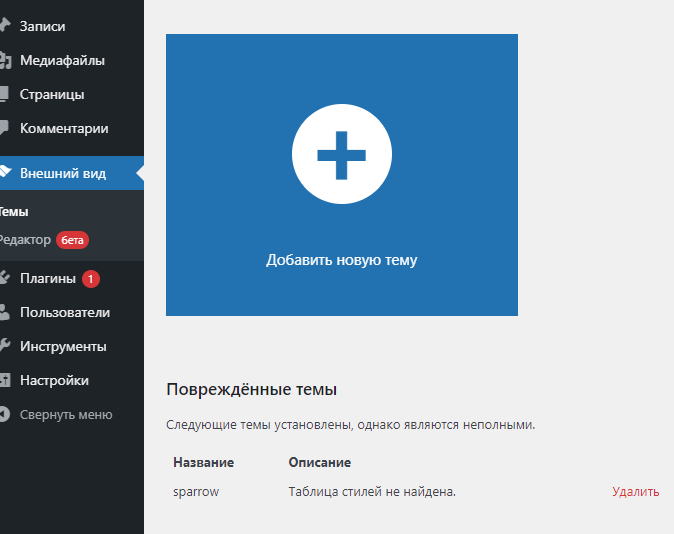 Записи
Медиафайлы
Страницы
Комментарии
Внешний вид
Темы
Редактор бета
Плагины 1
Пользователи
Инструменты
Настройки
Свернуть меню
Добавить новую тему
Повреждённые темы
Следующие темы установлены, однако являются неполными.
Название Описание
sparrow Таблица стилей не найдена. Удалить